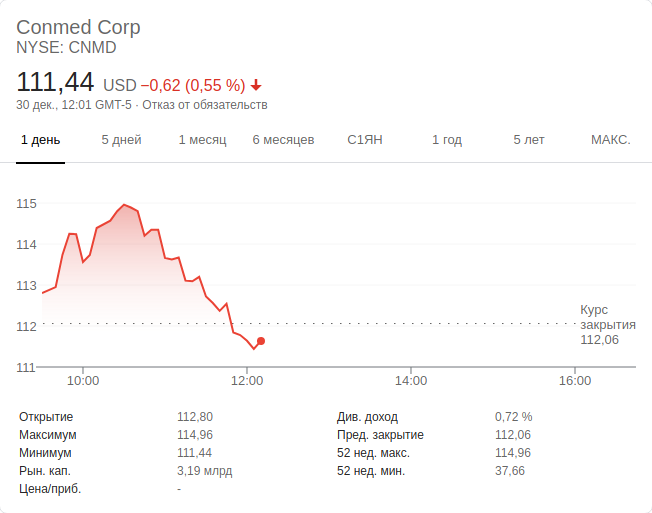 Conmed Corp
NYSE: CNMD
111,44 USD −0,62 (0,55 %)
30 дек., 12:01 GMT-5 · Отказ от обязательств
1 день 5 дней 1 месяц 6 месяцев С1ЯН 1 год 5 лет МАКС.
115
114
113
112
111
Курс
закрытия
112,06
10:00 12:00 14:00 16:00
Открытие 112,80 Див. доход 0,72 %
Максимум 114,96 Пред. закрытие 112,06
Минимум 111,44 52 нед. макс. 114,96
Рын. кап. 3,19 млрд 52 нед. мин. 37,66
Цена/приб. -